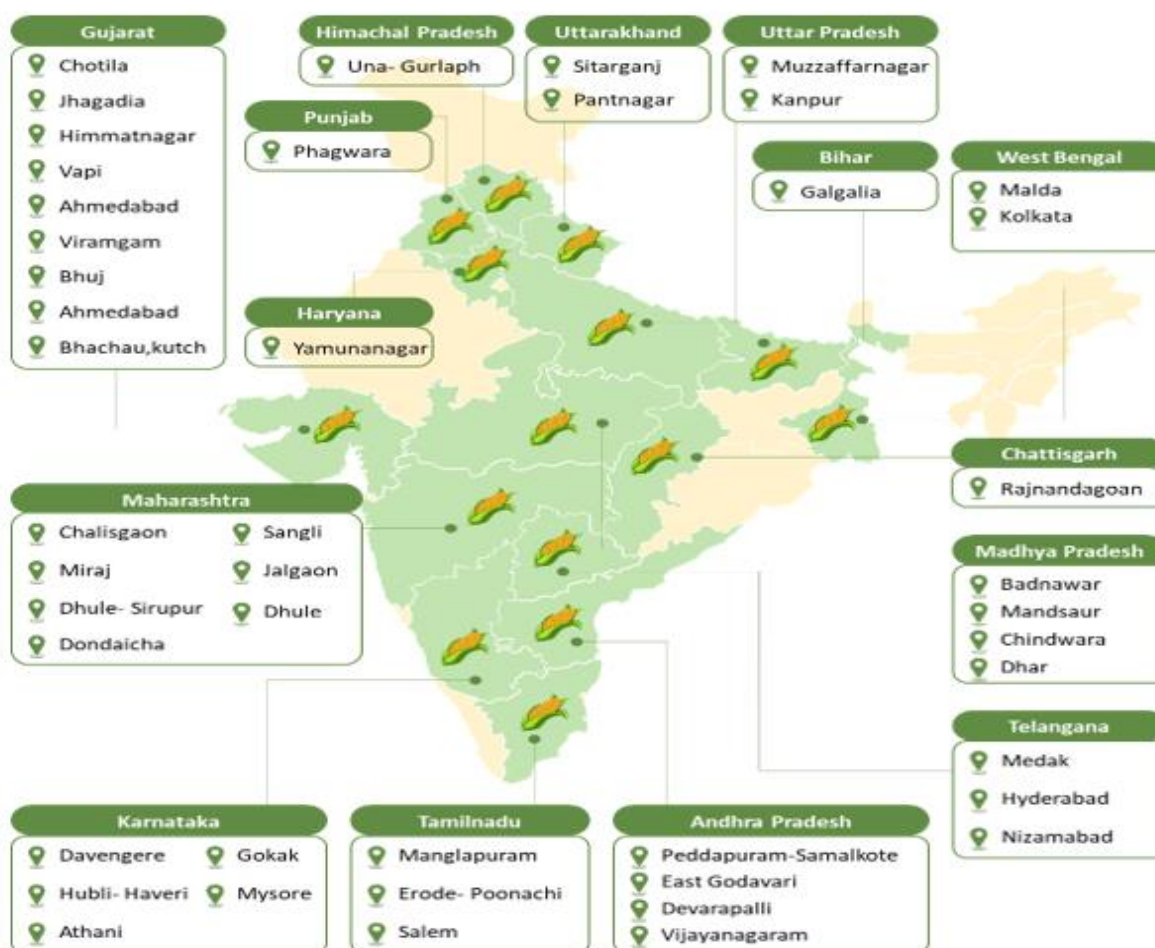 Gujarat
Chotila
Jhagadia
Himmatnagar
Vapi
Ahmedabad
Viramgam
Bhuj
Ahmedabad
Bhachau,kutch
Himachal Pradesh
Una- Gurlaph
Uttarakhand
Sitarganj
Pantnagar
Uttar Pradesh
Muzzaffarnagar
Kanpur
Punjab
Phagwara
Bihar
Galgalia
West Bengal
Malda
Kolkata
Haryana
Yamunanagar
Chattisgarh
Rajnandagoan
Maharashtra
Chalisgaon
Sangli
Miraj
Jalgaon
Dhule- Sirupur
Dhule
Dondaicha
Madhya Pradesh
Badnawar
Mandsaur
Chindwara
Dhar
Telangana
Medak
Hyderabad
Nizamabad
Karnataka
Davengere
Gokak
Hubli- Haveri
Mysore
Athani
Tamilnadu
Manglapuram
Erode- Poonachi
Salem
Andhra Pradesh
Peddapuram-Samalkote
East Godavari
Devarapalli
Vijayanagaram